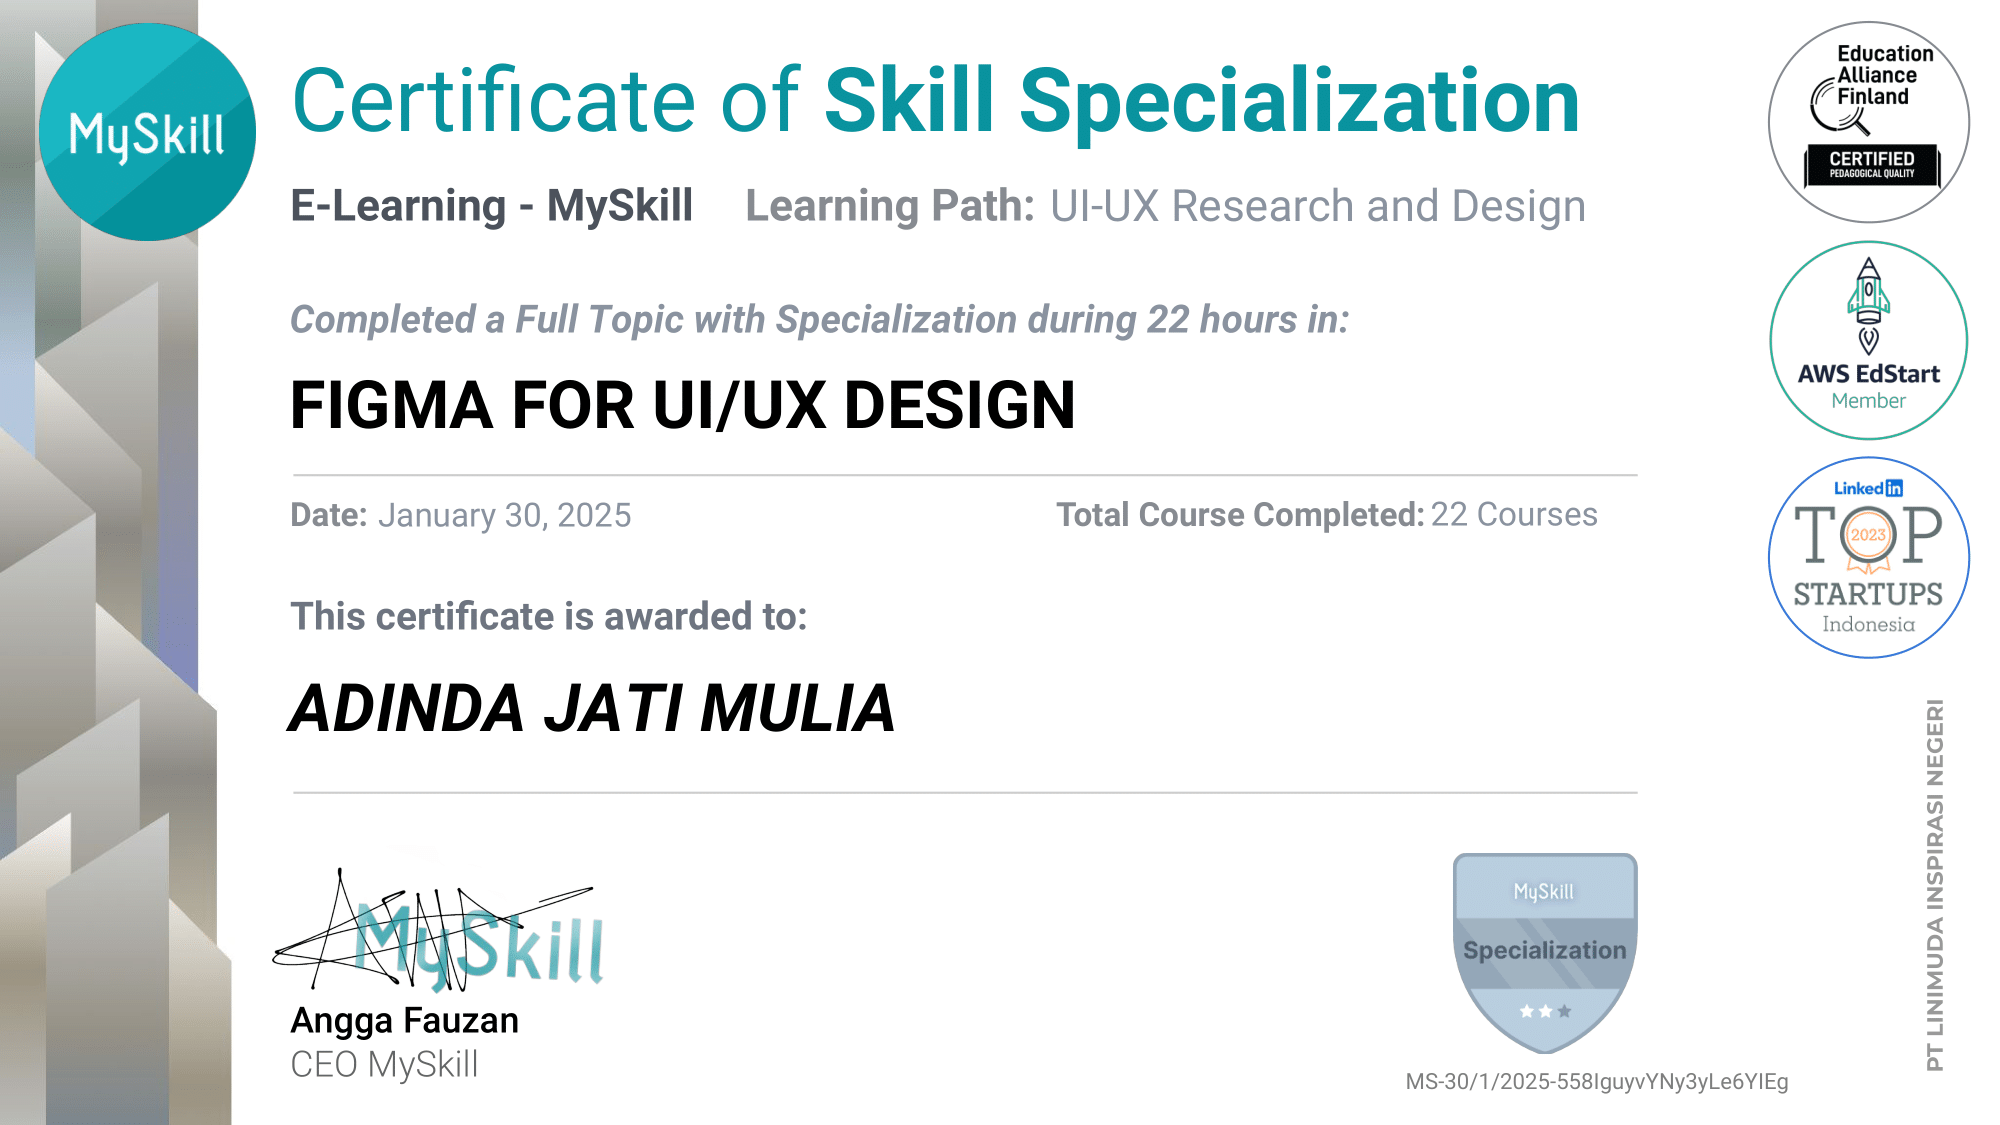 MySkill
Certificate of Skill Specialization
E-Learning - MySkill Learning Path: UI-UX Research and Design
Completed a Full Topic with Specialization during 22 hours in:
FIGMA FOR UI/UX DESIGN
Date: January 30, 2025 Total Course Completed: 22 Courses
This certificate is awarded to:
ADINDA JATI MULIA
MySkill
Angga Fauzan
CEO MySkill
MySkill
Specialization
MS-30/1/2025-558IguyvYNy3yLe6YIEg
Education
Alliance
Finland
CERTIFIED
PEDAGOGICAL QUALITY
AWS EdStart
Member
Linkedin
TOP
2023
STARTUPS
Indonesia
PT LINIMUDA INSPIRASI NEGERI